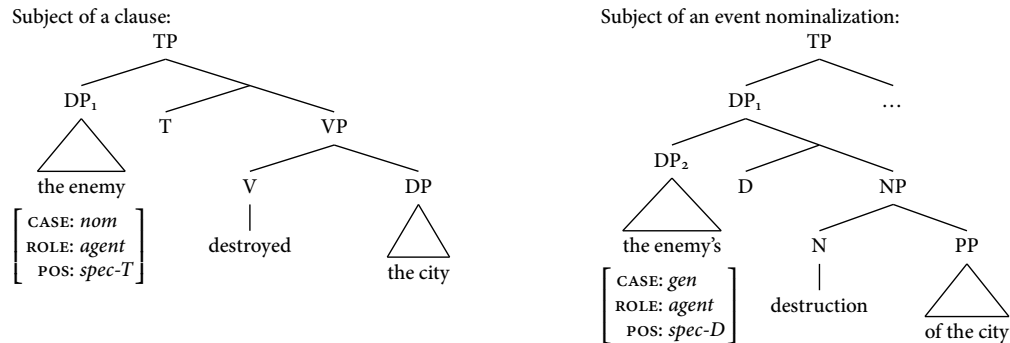 Subject of a clause:
TP
DP₁
T
VP
the enemy
V
DP
CASE: nom
ROLE: agent
POS: spec-T
destroyed
the city
Subject of an event nominalization:
TP
DP₁
…
DP₂
D
NP
the enemy's
N
PP
CASE: gen
ROLE: agent
POS: spec-D
destruction
of the city